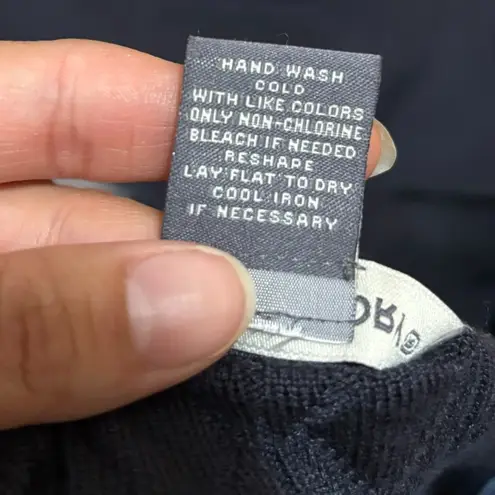 HAND WASH
COLD
WITH LIKE COLORS
ONLY NON-CHLORINE
BLEACH IF NEEDED
RESHAPE
LAY FLAT TO DRY
COOL IRON
IF NECESSARY
ORY®